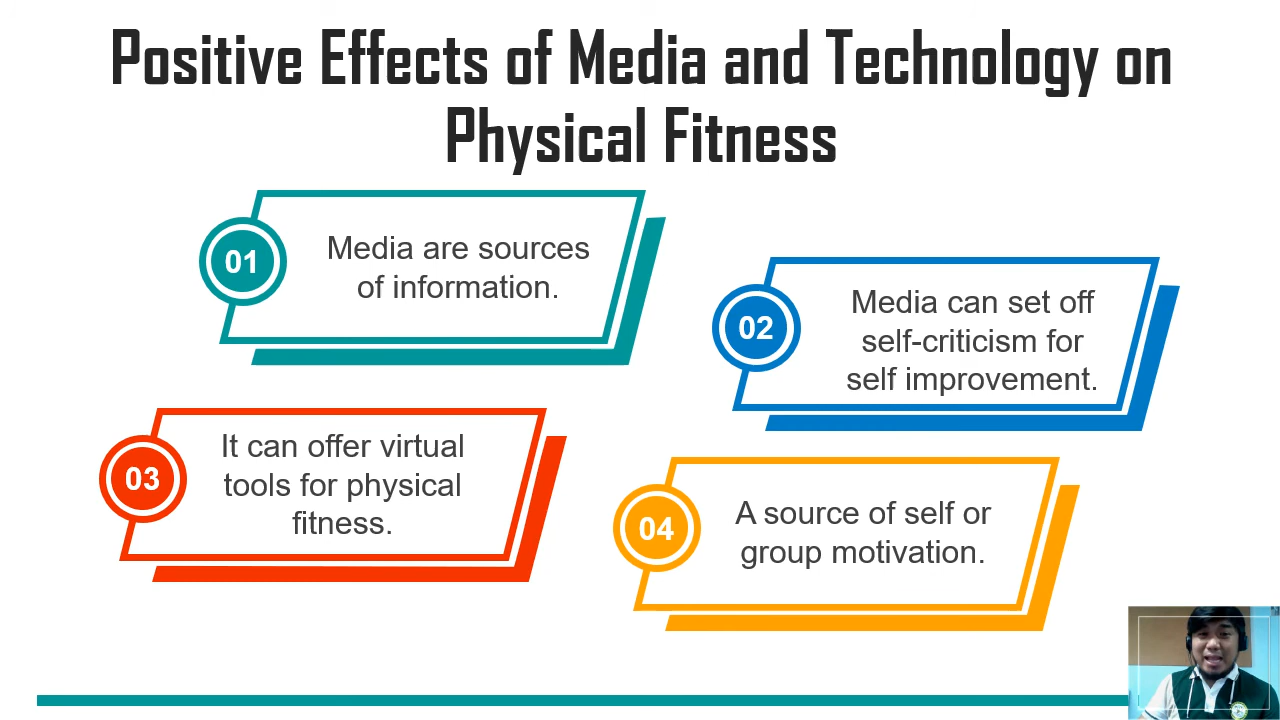 Positive Effects of Media and Technology on
Physical Fitness
01
Media are sources
of information.
02
Media can set off
self-criticism for
self improvement.
03
It can offer virtual
tools for physical
fitness.
04
A source of self or
group motivation.